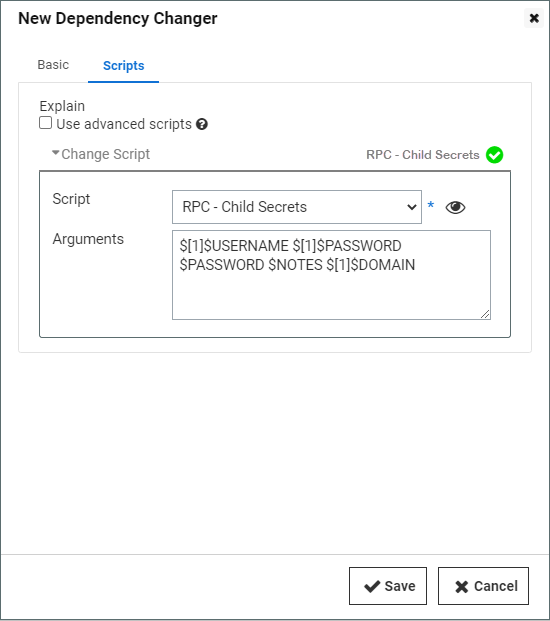 New Dependency Changer
Basic
Scripts
Explain
Use advanced scripts
Change Script
RPC - Child Secrets
Script
RPC - Child Secrets
*
Arguments
$[1]$USERNAME $[1]$PASSWORD
$PASSWORD $NOTES $[1]$DOMAIN
Save
Cancel